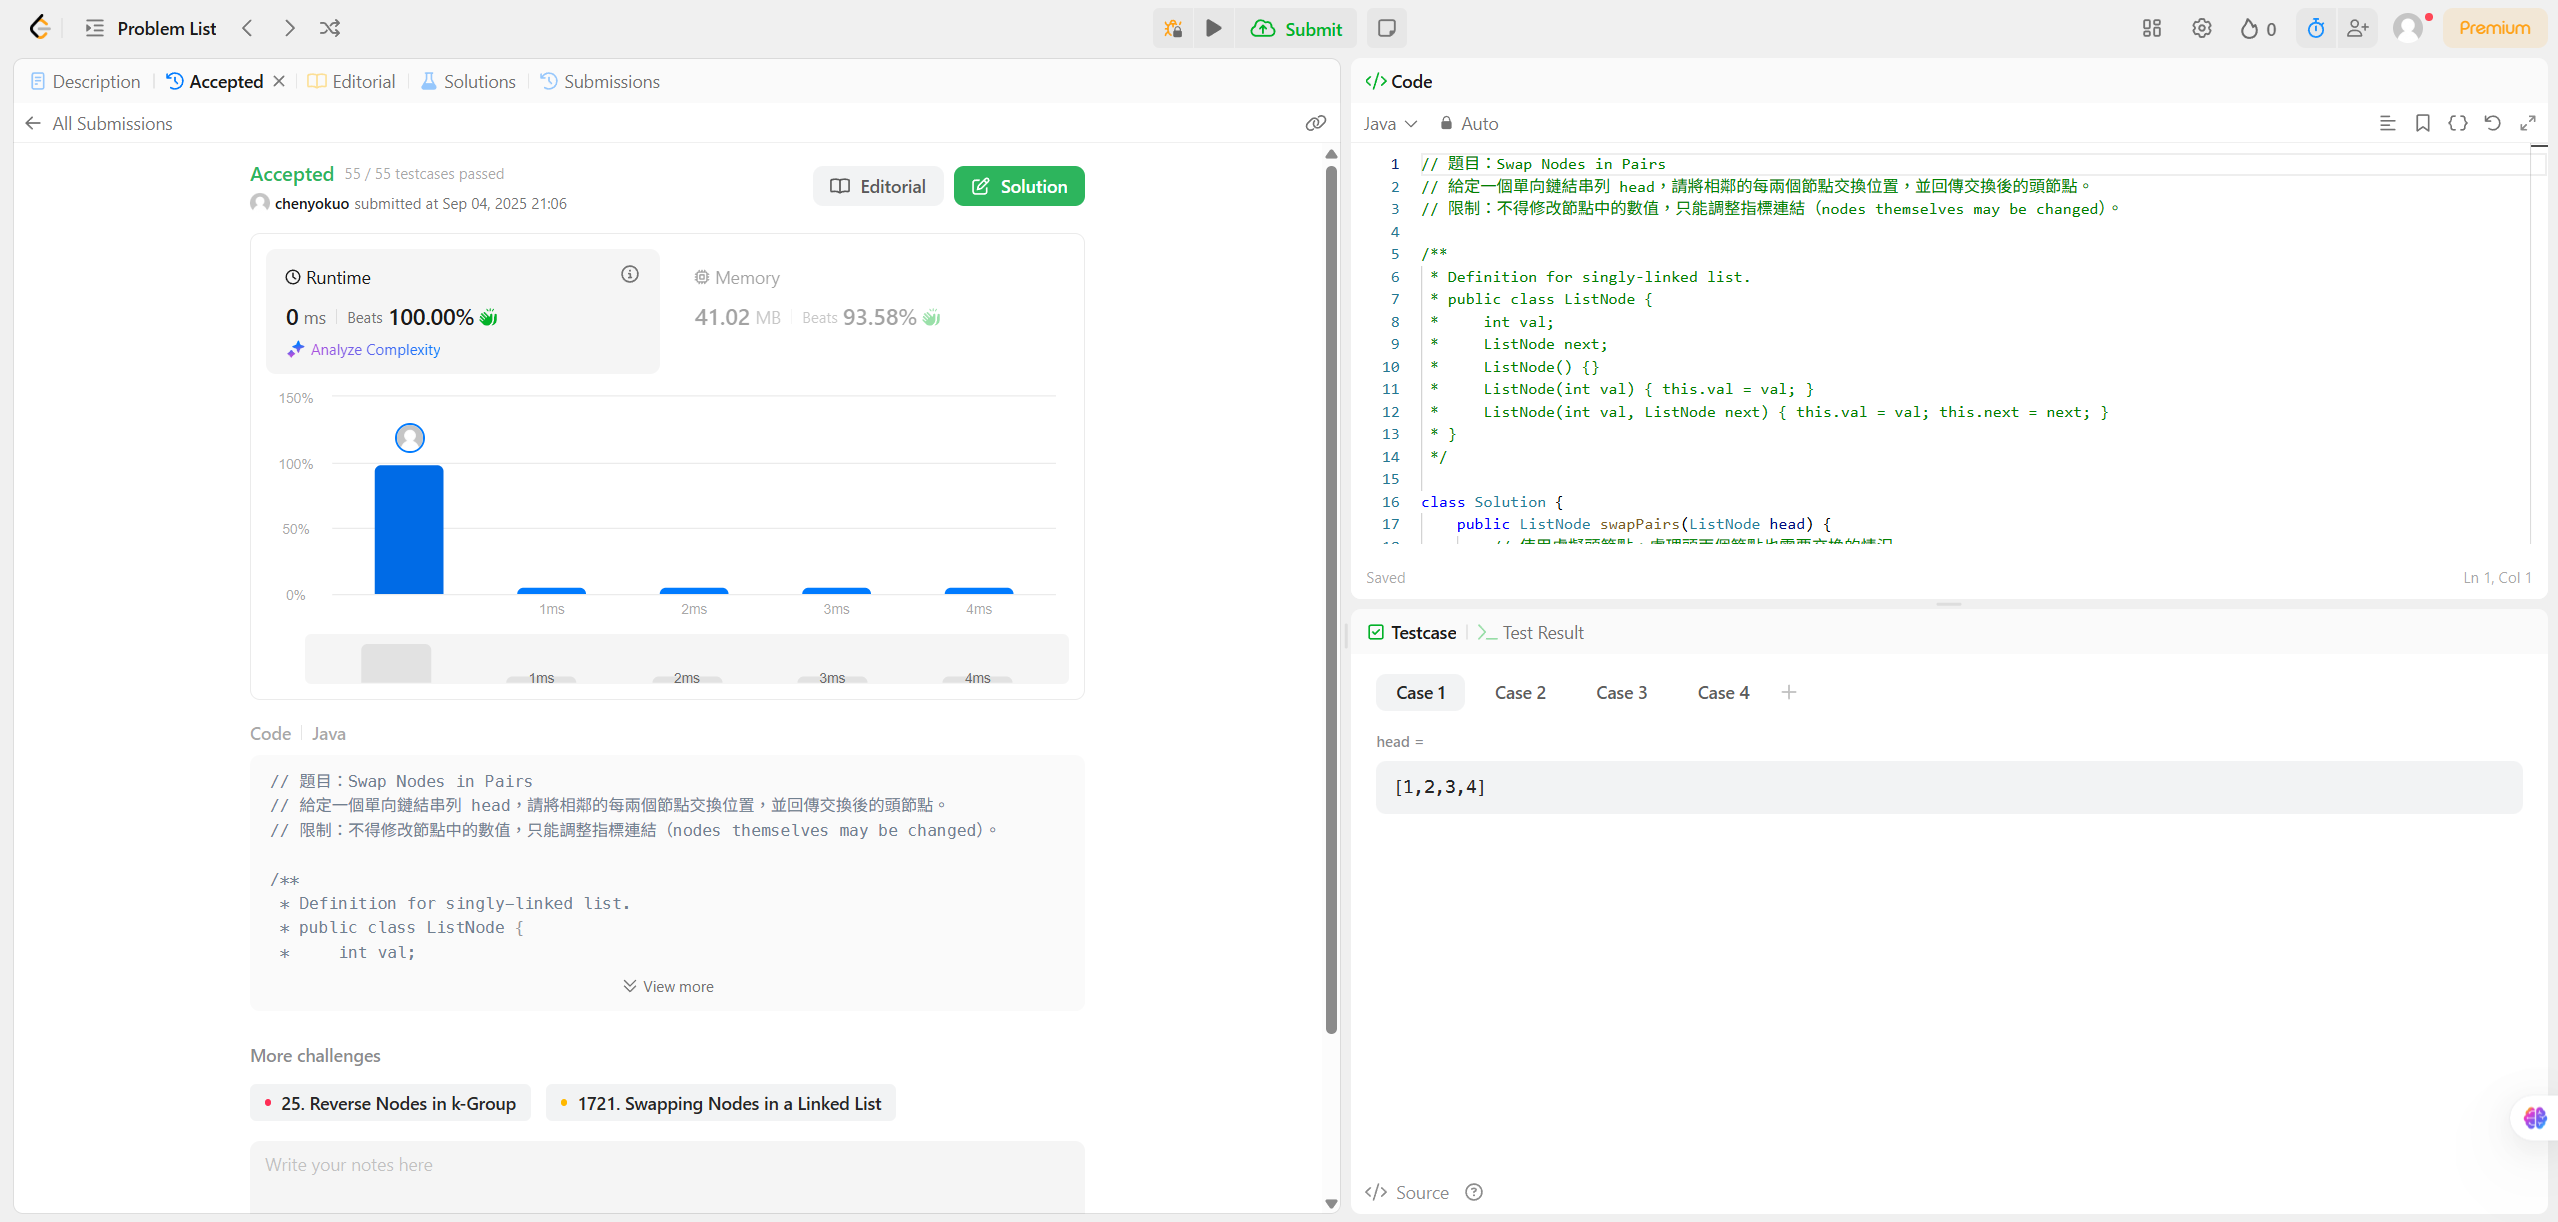 Problem List
Submit
0
Premium
Description
Accepted
Editorial
Solutions
Submissions
All Submissions
Accepted 55 / 55 testcases passed
chenyokuo submitted at Sep 04, 2025 21:06
Editorial
Solution
Runtime
0 ms Beats 100.00%
Analyze Complexity
Memory
41.02 MB Beats 93.58%
150%
100%
50%
0%
1ms 2ms 3ms 4ms
1ms 2ms 3ms 4ms
Code Java
// 題目：Swap Nodes in Pairs
// 給定一個單向鏈結串列 head，請將相鄰的每兩個節點交換位置，並回傳交換後的頭節點。
// 限制：不得修改節點中的數值，只能調整指標連結（nodes themselves may be changed）。
/**
* Definition for singly-linked list.
* public class ListNode {
* int val;
View more
More challenges
25. Reverse Nodes in k-Group
1721. Swapping Nodes in a Linked List
Write your notes here
</> Code
Java
Auto
1 // 題目：Swap Nodes in Pairs
2 // 給定一個單向鏈結串列 head，請將相鄰的每兩個節點交換位置，並回傳交換後的頭節點。
3 // 限制：不得修改節點中的數值，只能調整指標連結（nodes themselves may be changed）。
4
5 /**
6 * Definition for singly-linked list.
7 * public class ListNode {
8 * int val;
9 * ListNode next;
10 * ListNode() {}
11 * ListNode(int val) { this.val = val; }
12 * ListNode(int val, ListNode next) { this.val = val; this.next = next; }
13 * }
14 */
15
16 class Solution {
17 public ListNode swapPairs(ListNode head) {
Saved
Ln 1, Col 1
Testcase
Test Result
Case 1
Case 2
Case 3
Case 4
head =
[1,2,3,4]
</> Source